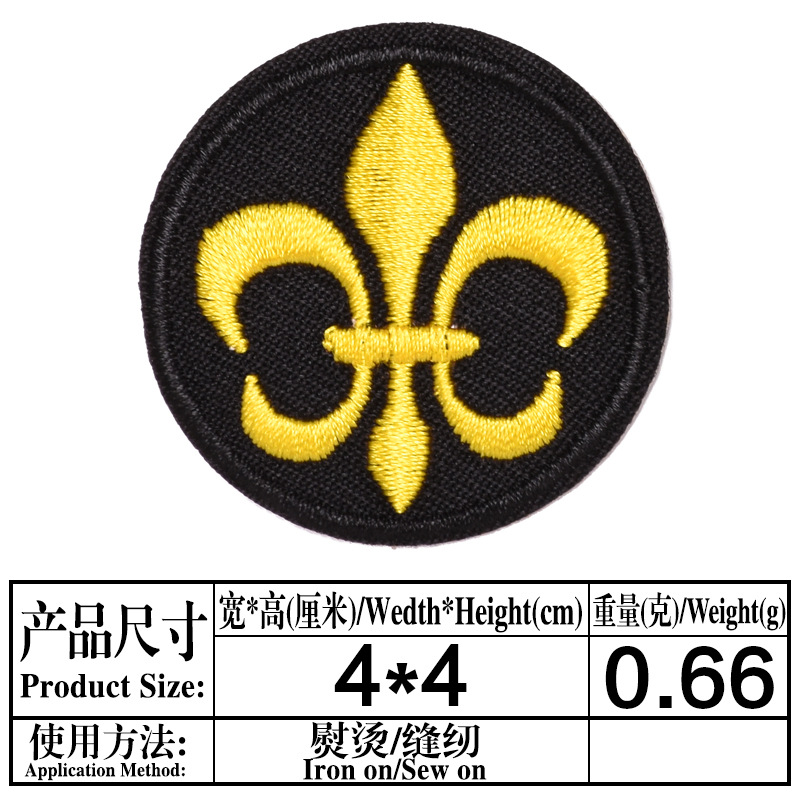 产品尺寸
Product Size:
宽*高(厘米)/Wedth*Height(cm)
重量(克)/Weight(g)
4*4
0.66
使用方法:
Application Method:
熨烫/缝纫
Iron on/Sew on